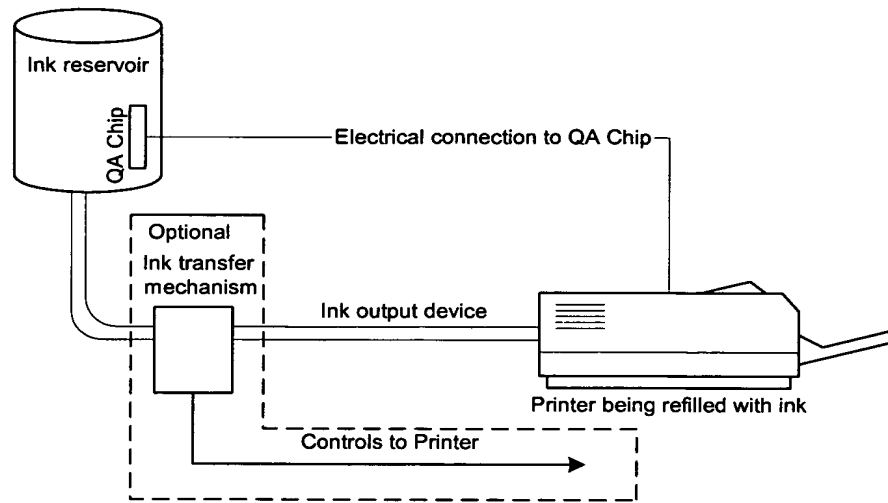 Ink reservoir
QA Chip
Electrical connection to QA Chip
Optional
Ink transfer
mechanism
Ink output device
Printer being refilled with ink
Controls to Printer